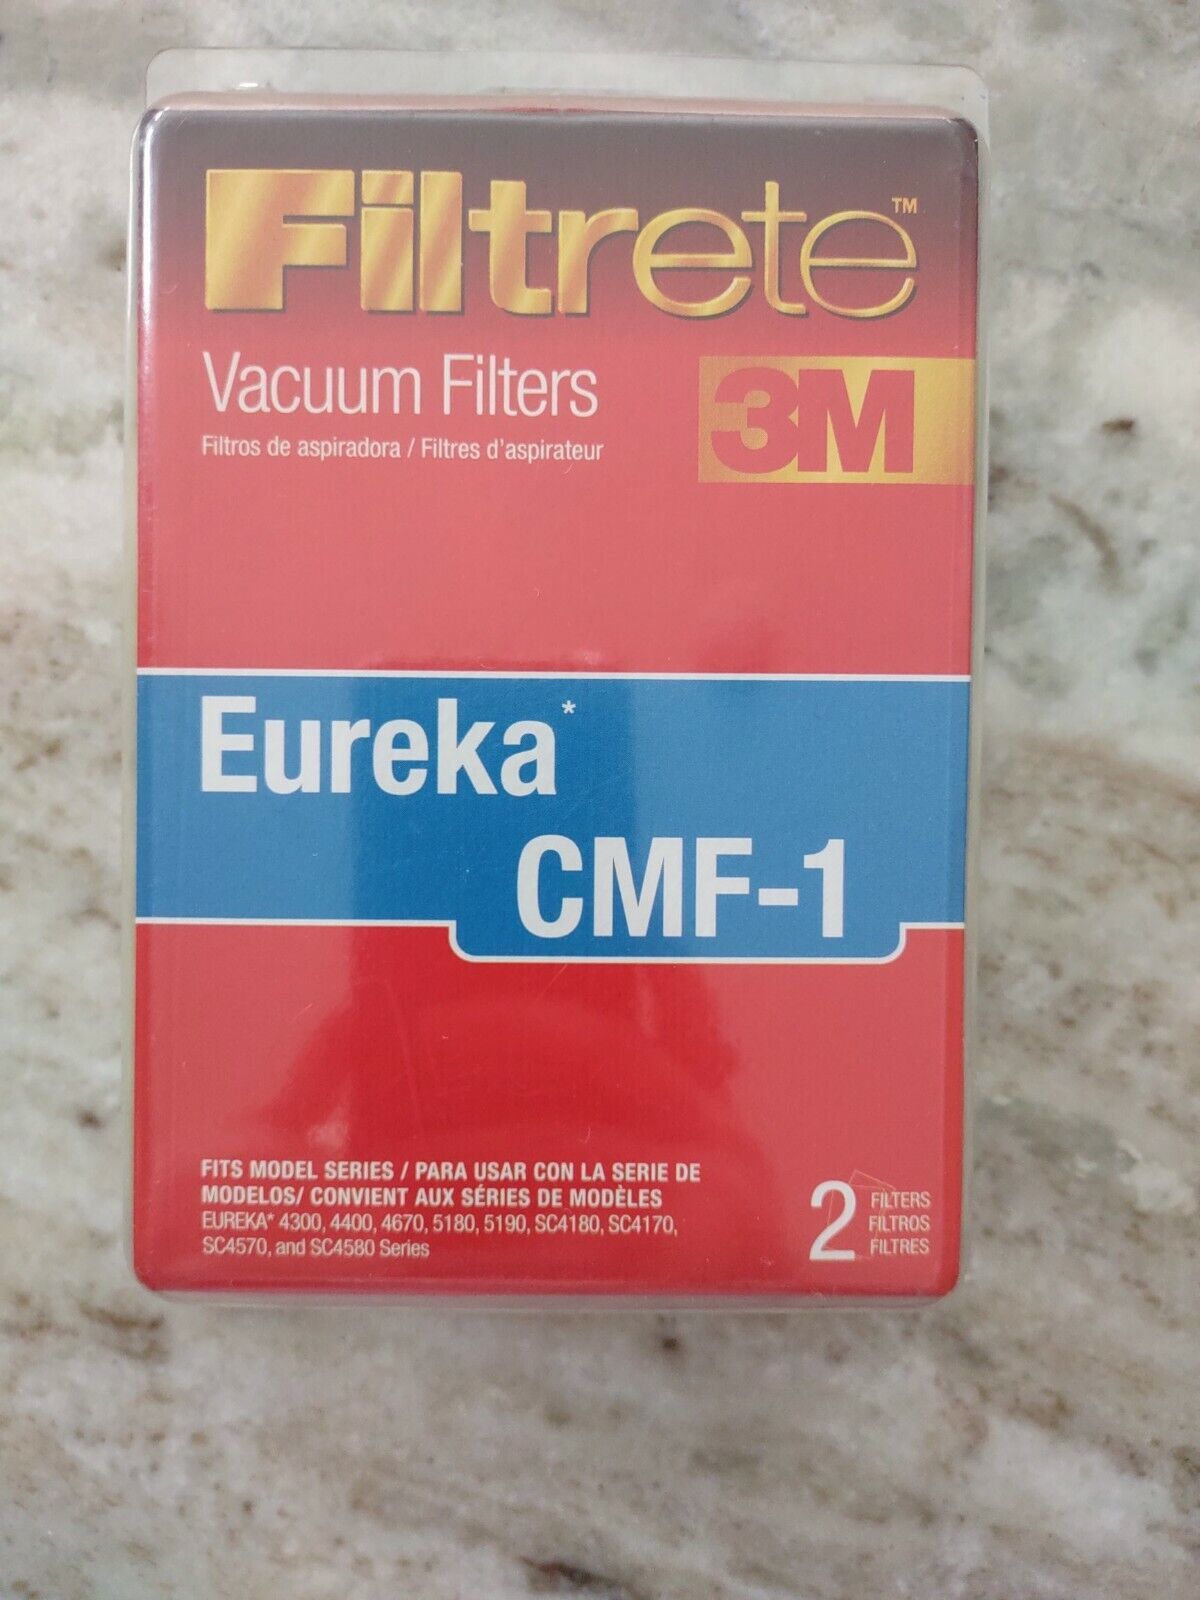 Filtrete™
Vacuum Filters
Filtros de aspiradora / Filtres d'aspirateur
3M
Eureka*
CMF-1
FITS MODEL SERIES / PARA USAR CON LA SERIE DE
MODELOS/ CONVIENT AUX SÉRIES DE MODÈLES
EUREKA* 4300, 4400, 4670, 5180, 5190, SC4180, SC4170,
SC4570, and SC4580 Series
2 FILTERS
FILTROS
FILTRES